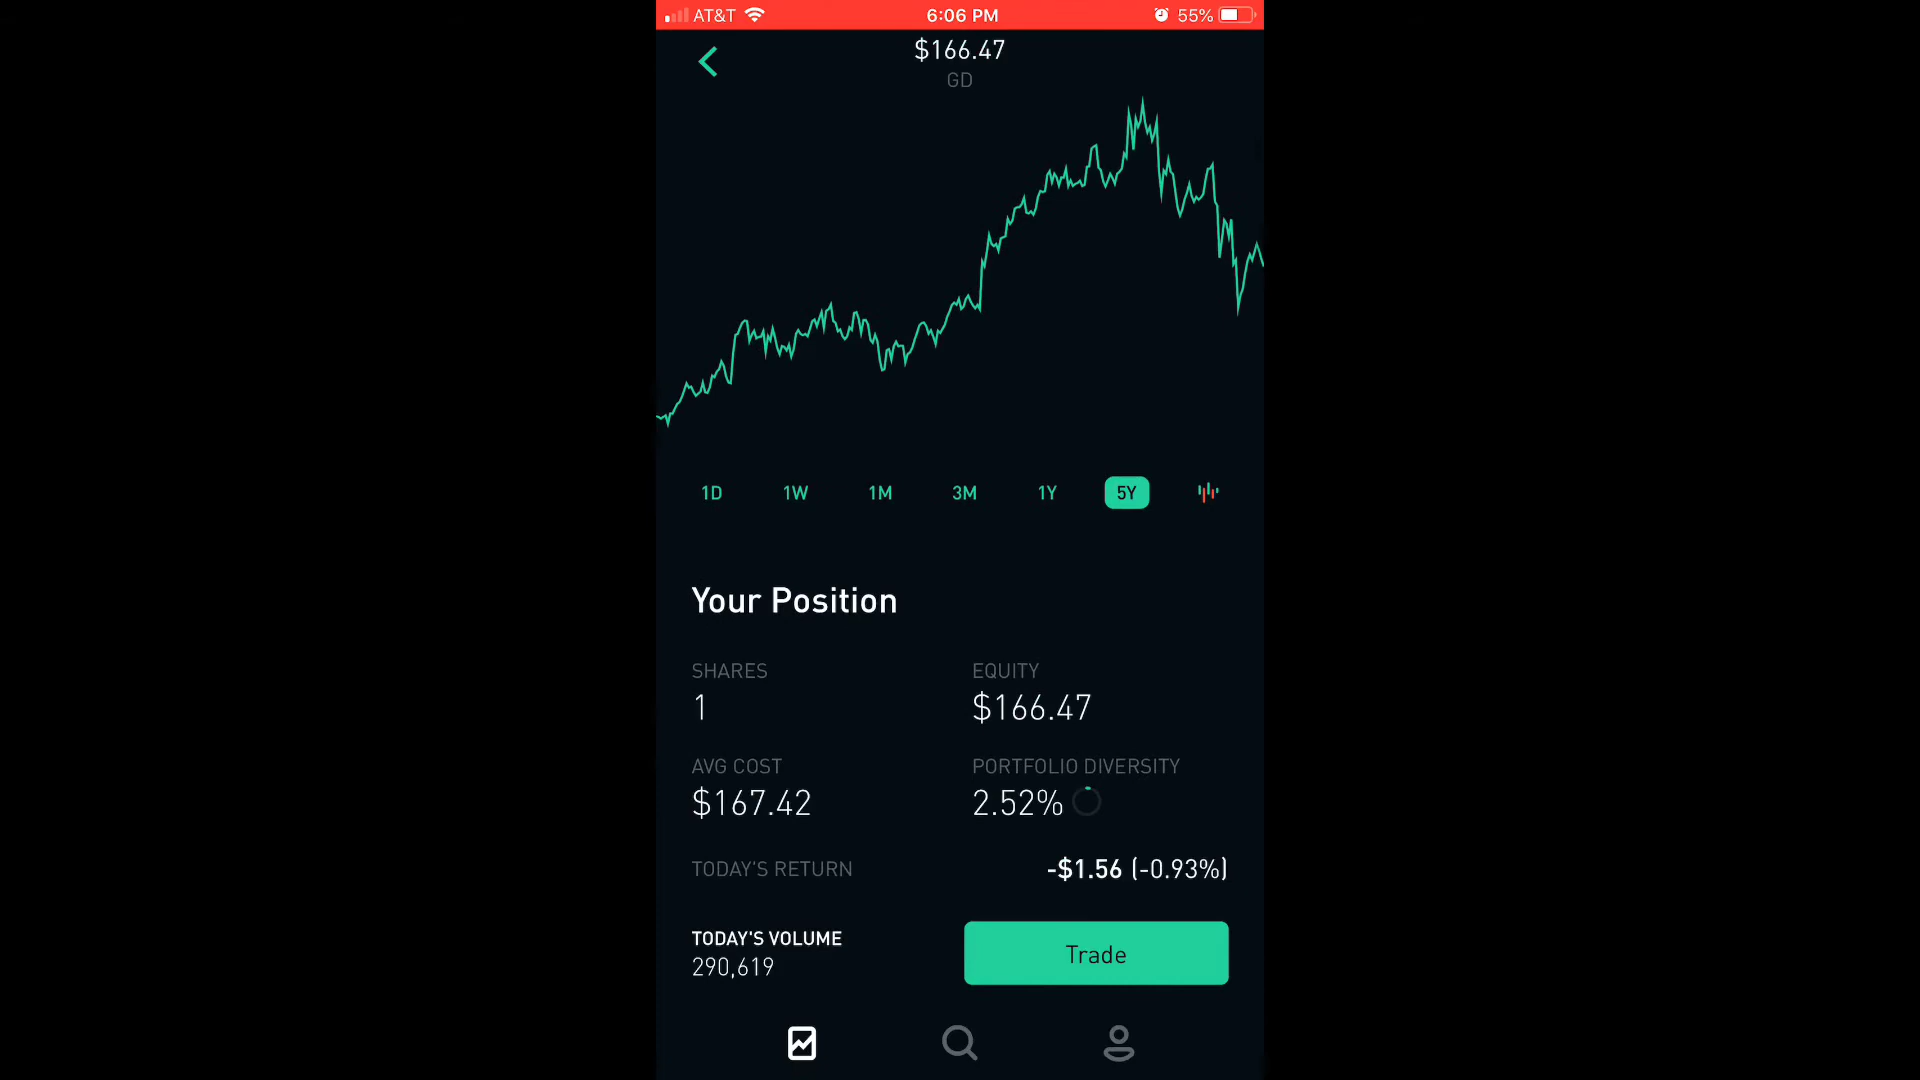 AT&T 6:06 PM 55%
$166.47
GD
1D 1W 1M 3M 1Y 5Y
Your Position
SHARES EQUITY
1 $166.47
AVG COST PORTFOLIO DIVERSITY
$167.42 2.52%
TODAY'S RETURN -$1.56 (-0.93%)
TODAY'S VOLUME
290,619
Trade